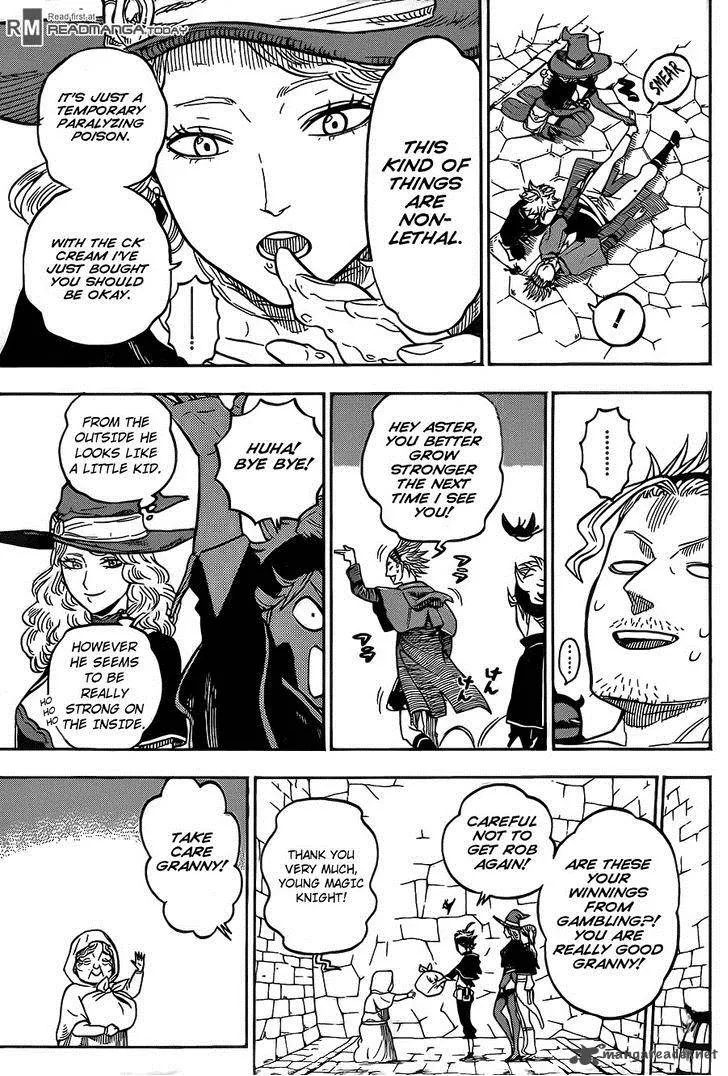 Read first at
RM READMANGA.TODAY
SMEAR
!
THIS
KIND OF
THINGS
ARE
NON-
LETHAL.
IT'S JUST A
TEMPORARY
PARALYZING
POISON.
WITH THE CK
CREAM I'VE
JUST BOUGHT
YOU SHOULD
BE OKAY.
........
........
......
HEY ASTER,
YOU BETTER
GROW
STRONGER
THE NEXT
TIME I SEE
YOU!
けん
けん
HUHA!
BYE BYE!
FROM THE
OUTSIDE HE
LOOKS LIKE
A LITTLE KID.
HOWEVER
HE SEEMS
TO BE
REALLY
STRONG ON
THE INSIDE.
HO
HO
HO
ARE THESE
YOUR
WINNINGS
FROM
GAMBLING?!
YOU ARE
REALLY GOOD
GRANNY!
CAREFUL
NOT TO
GET ROB
AGAIN!
THANK YOU
VERY MUCH,
YOUNG MAGIC
KNIGHT!
TAKE
CARE
GRANNY!
mangareader.net